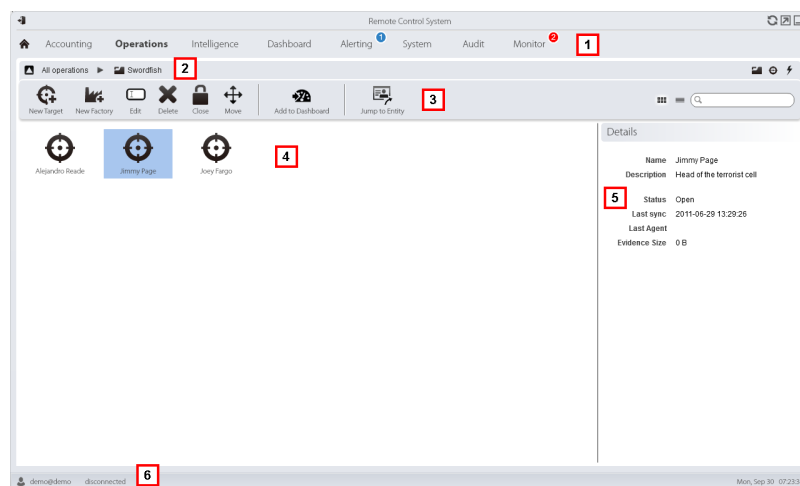 Remote Control System
Accounting Operations Intelligence Dashboard Alerting 1 System Audit Monitor 2 1
All operations Swordfish 2
New Target New Factory Edit Delete Close Move Add to Dashboard Jump to Entity 3
Details
Alejandro Reade Jimmy Page Joey Fargo 4
Name Jimmy Page
Description Head of the terrorist cell
5 Status Open
Last sync 2011-06-29 13:29:26
Last Agent
Evidence Size 0 B
demo@demo disconnected 6 Mon, Sep 30 07:23:3